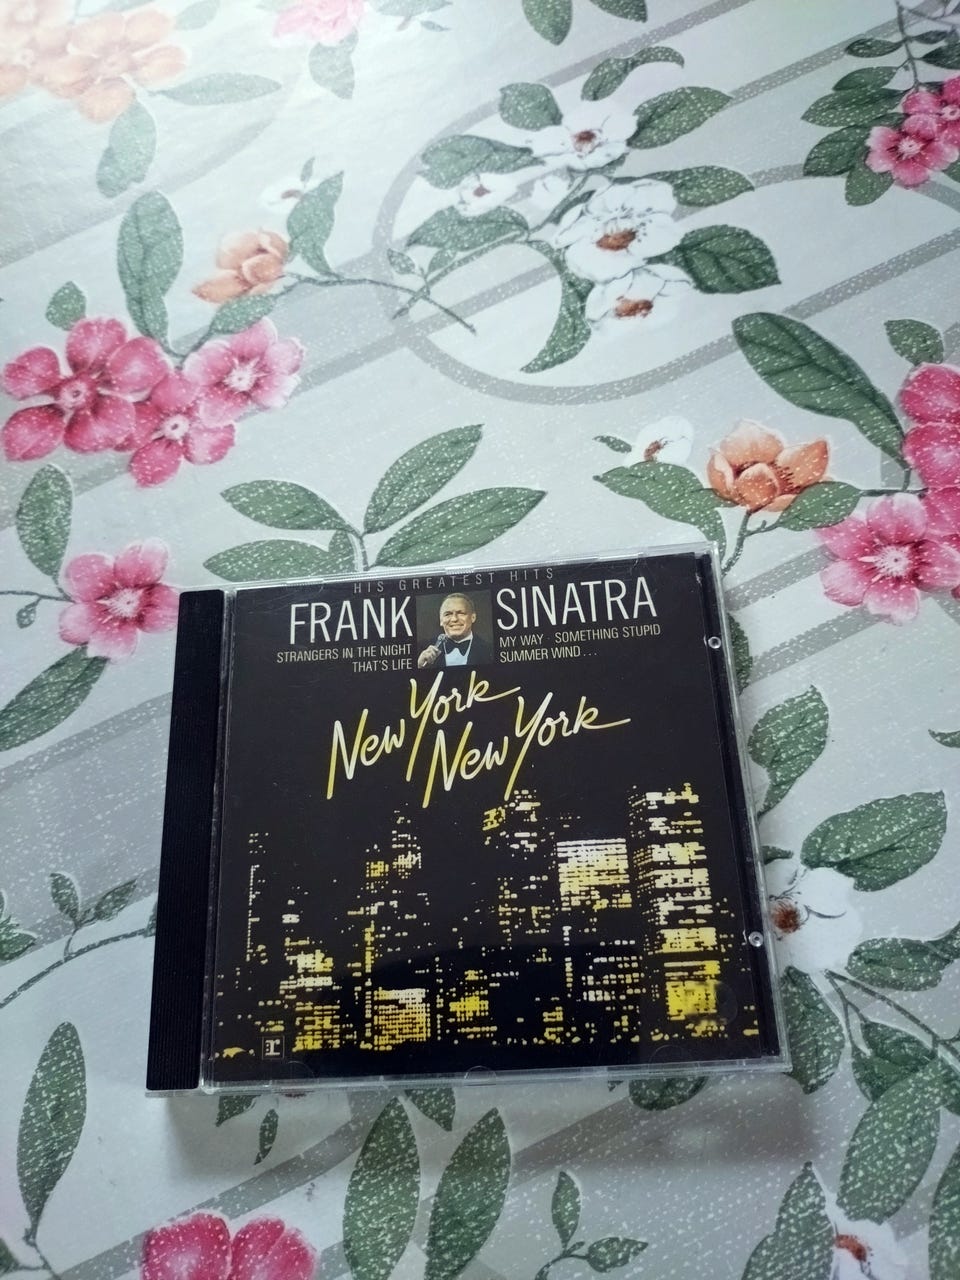 HIS GREATEST HITS
FRANK SINATRA
STRANGERS IN THE NIGHT
THAT'S LIFE
MY WAY · SOMETHING STUPID
SUMMER WIND...
New York
New York
r